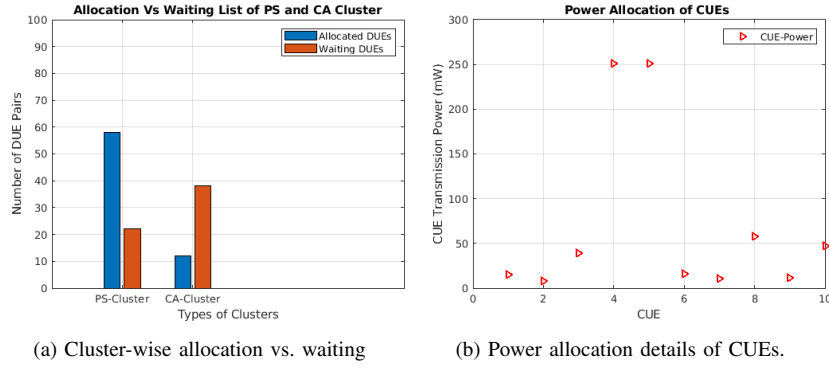 Allocation Vs Waiting List of PS and CA Cluster
100
90
80
70
60
50
40
30
20
10
0
Number of DUE Pairs
Allocated DUEs
Waiting DUEs
PS-Cluster CA-Cluster
Types of Clusters
(a) Cluster-wise allocation vs. waiting
Power Allocation of CUEs
300
250
200
150
100
50
0
CUE Transmission Power (mW)
CUE-Power
0 2 4 6 8 10
CUE
(b) Power allocation details of CUEs.